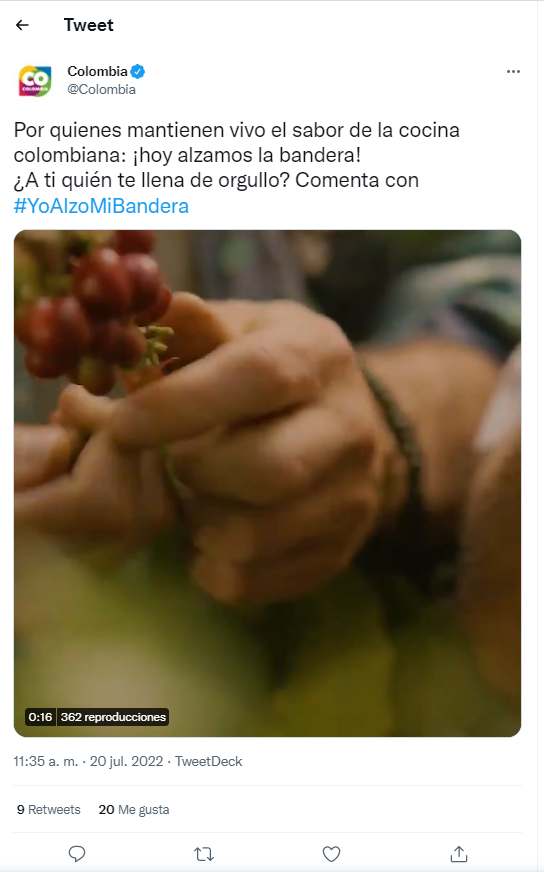 Tweet
CO
COLOMBIA
Colombia
@Colombia
Por quienes mantienen vivo el sabor de la cocina
colombiana: ¡hoy alzamos la bandera!
¿A ti quién te llena de orgullo? Comenta con
#YoAlzoMiBandera
0:16 362 reproducciones
11:35 a. m. · 20 jul. 2022 · TweetDeck
9 Retweets 20 Me gusta